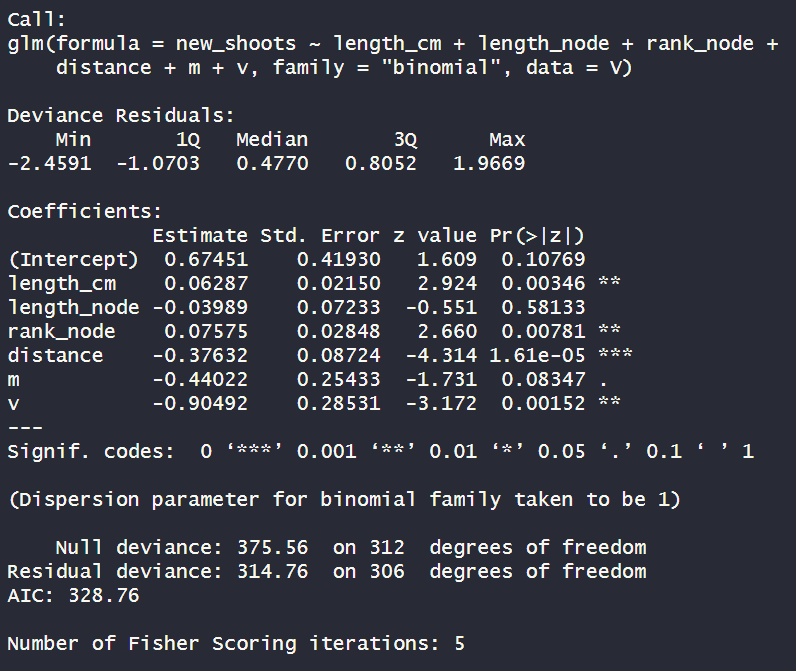 Call:
glm(formula = new_shoots ~ length_cm + length_node + rank_node +
    distance + m + v, family = "binomial", data = V)

Deviance Residuals:
    Min       1Q   Median       3Q      Max
-2.4591  -1.0703   0.4770   0.8052   1.9669

Coefficients:
            Estimate Std. Error z value Pr(>|z|)
(Intercept)  0.67451    0.41930   1.609  0.10769
length_cm    0.06287    0.02150   2.924  0.00346 **
length_node -0.03989    0.07233  -0.551  0.58133
rank_node    0.07575    0.02848   2.660  0.00781 **
distance    -0.37632    0.08724  -4.314 1.61e-05 ***
m           -0.44022    0.25433  -1.731  0.08347 .
v           -0.90492    0.28531  -3.172  0.00152 **
---
Signif. codes:  0 ‘***’ 0.001 ‘**’ 0.01 ‘*’ 0.05 ‘.’ 0.1 ‘ ’ 1

(Dispersion parameter for binomial family taken to be 1)

    Null deviance: 375.56  on 312  degrees of freedom
Residual deviance: 314.76  on 306  degrees of freedom
AIC: 328.76

Number of Fisher Scoring iterations: 5